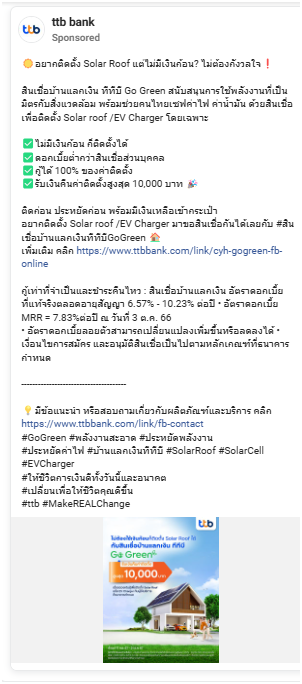 ttb bank
Sponsored
🌞 อยากติดตั้ง Solar Roof แต่ไม่มีเงินก้อน? ไม่ต้องกังวลใจ ❗
สินเชื่อบ้านแลกเงิน ทีทีบี Go Green สนับสนุนการใช้พลังงานที่เป็น
มิตรกับสิ่งแวดล้อม พร้อมช่วยคนไทยเซฟค่าไฟ ค่าน้ำมัน ด้วยสินเชื่อ
เพื่อติดตั้ง Solar roof /EV Charger โดยเฉพาะ
✅ ไม่มีเงินก้อน ก็ติดตั้งได้
✅ ดอกเบี้ยต่ำกว่าสินเชื่อส่วนบุคคล
✅ กู้ได้ 100% ของค่าติดตั้ง
✅ รับเงินคืนค่าติดตั้งสูงสุด 10,000 บาท 🎉
ติดก่อน ประหยัดก่อน พร้อมมีเงินเหลือเข้ากระเป๋า
อยากติดตั้ง Solar roof /EV Charger มาขอสินเชื่อกันได้เลยกับ #สิน
เชื่อบ้านแลกเงินทีทีบีGoGreen 🏠
เพิ่มเติม คลิก https://www.ttbbank.com/link/cyh-gogreen-fb-
online
กู้เท่าที่จำเป็นและชำระคืนไหว : สินเชื่อบ้านแลกเงิน อัตราดอกเบี้ย
ที่แท้จริงตลอดอายุสัญญา 6.57% - 10.23% ต่อปี • อัตราดอกเบี้ย
MRR = 7.83%ต่อปี ณ วันที่ 3 ต.ค. 66
• อัตราดอกเบี้ยลอยตัวสามารถเปลี่ยนแปลงเพิ่มขึ้นหรือลดลงได้ •
เงื่อนไขการสมัคร และอนุมัติสินเชื่อเป็นไปตามหลักเกณฑ์ที่ธนาคาร
กำหนด
--------------------------------------
💡 มีข้อแนะนำ หรือสอบถามเกี่ยวกับผลิตภัณฑ์และบริการ คลิก
https://www.ttbbank.com/link/fb-contact
#GoGreen #พลังงานสะอาด #ประหยัดพลังงาน
#ประหยัดค่าไฟ #บ้านแลกเงินทีทีบี #SolarRoof #SolarCell
#EVCharger
#ให้ชีวิตการเงินดีทั้งวันนี้และอนาคต
#เปลี่ยนเพื่อให้ชีวิตคุณดีขึ้น
#ttb #MakeREALChange
ttb
กับสินเชื่อบ้านแลกเงิน ทีทีบี
Go Green
10,000